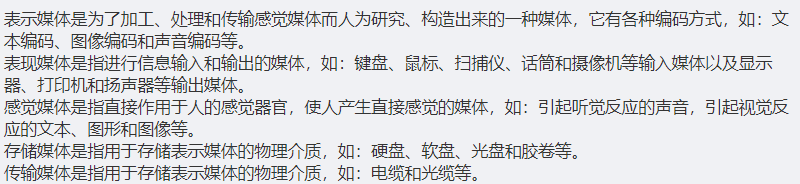 表示媒体是为了加工、处理和传输感觉媒体而人为研究、构造出来的一种媒体，它有各种编码方式，如：文
本编码、图像编码和声音编码等。
表现媒体是指进行信息输入和输出的媒体，如：键盘、鼠标、扫捕仪、话筒和摄像机等输入媒体以及显示
器、打印机和扬声器等输出媒体。
感觉媒体是指直接作用于人的感觉器官，使人产生直接感觉的媒体，如：引起听觉反应的声音，引起视觉反
应的文本、图形和图像等。
存储媒体是指用于存储表示媒体的物理介质，如：硬盘、软盘、光盘和胶卷等。
传输媒体是指用于存储表示媒体的物理介质，如：电缆和光缆等。